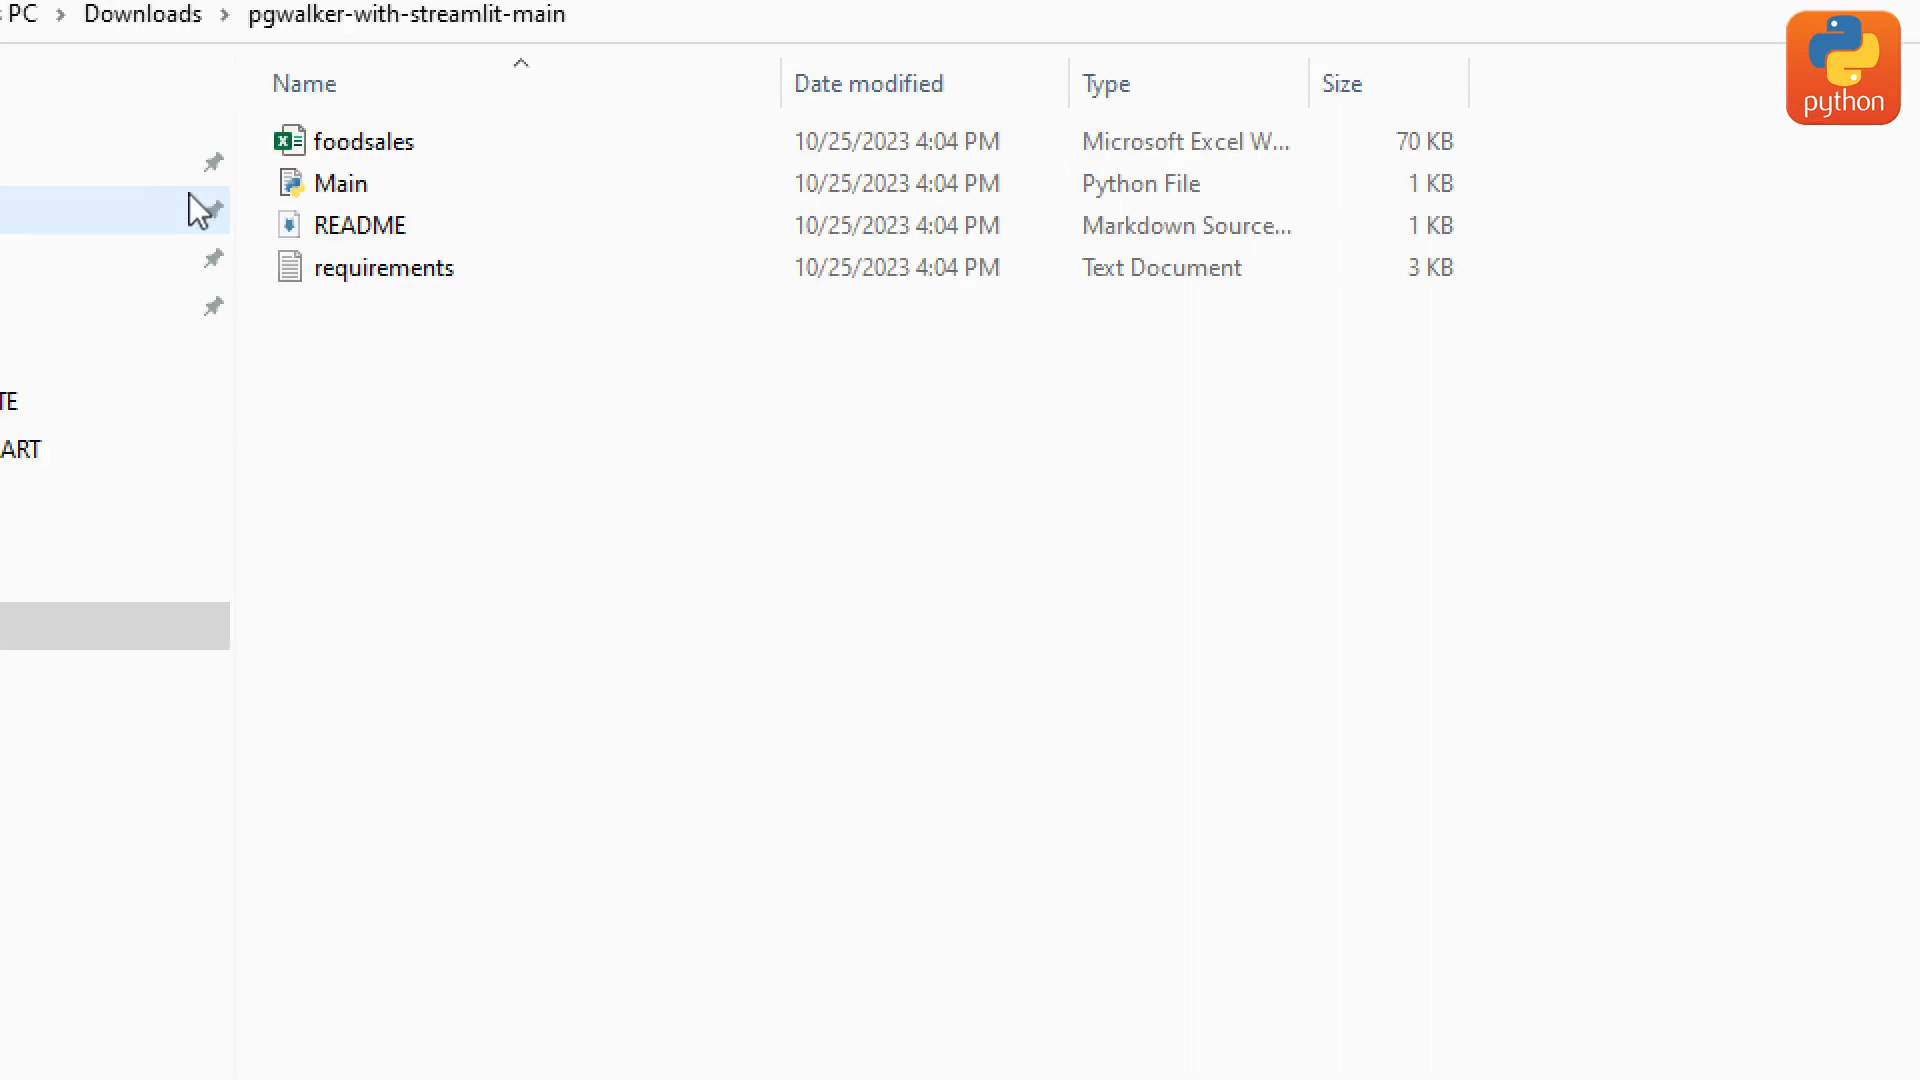 PC > Downloads > pgwalker-with-streamlit-main
Name Date modified Type Size
foodsales 10/25/2023 4:04 PM Microsoft Excel W... 70 KB
Main 10/25/2023 4:04 PM Python File 1 KB
README 10/25/2023 4:04 PM Markdown Source... 1 KB
requirements 10/25/2023 4:04 PM Text Document 3 KB
TE
ART
python